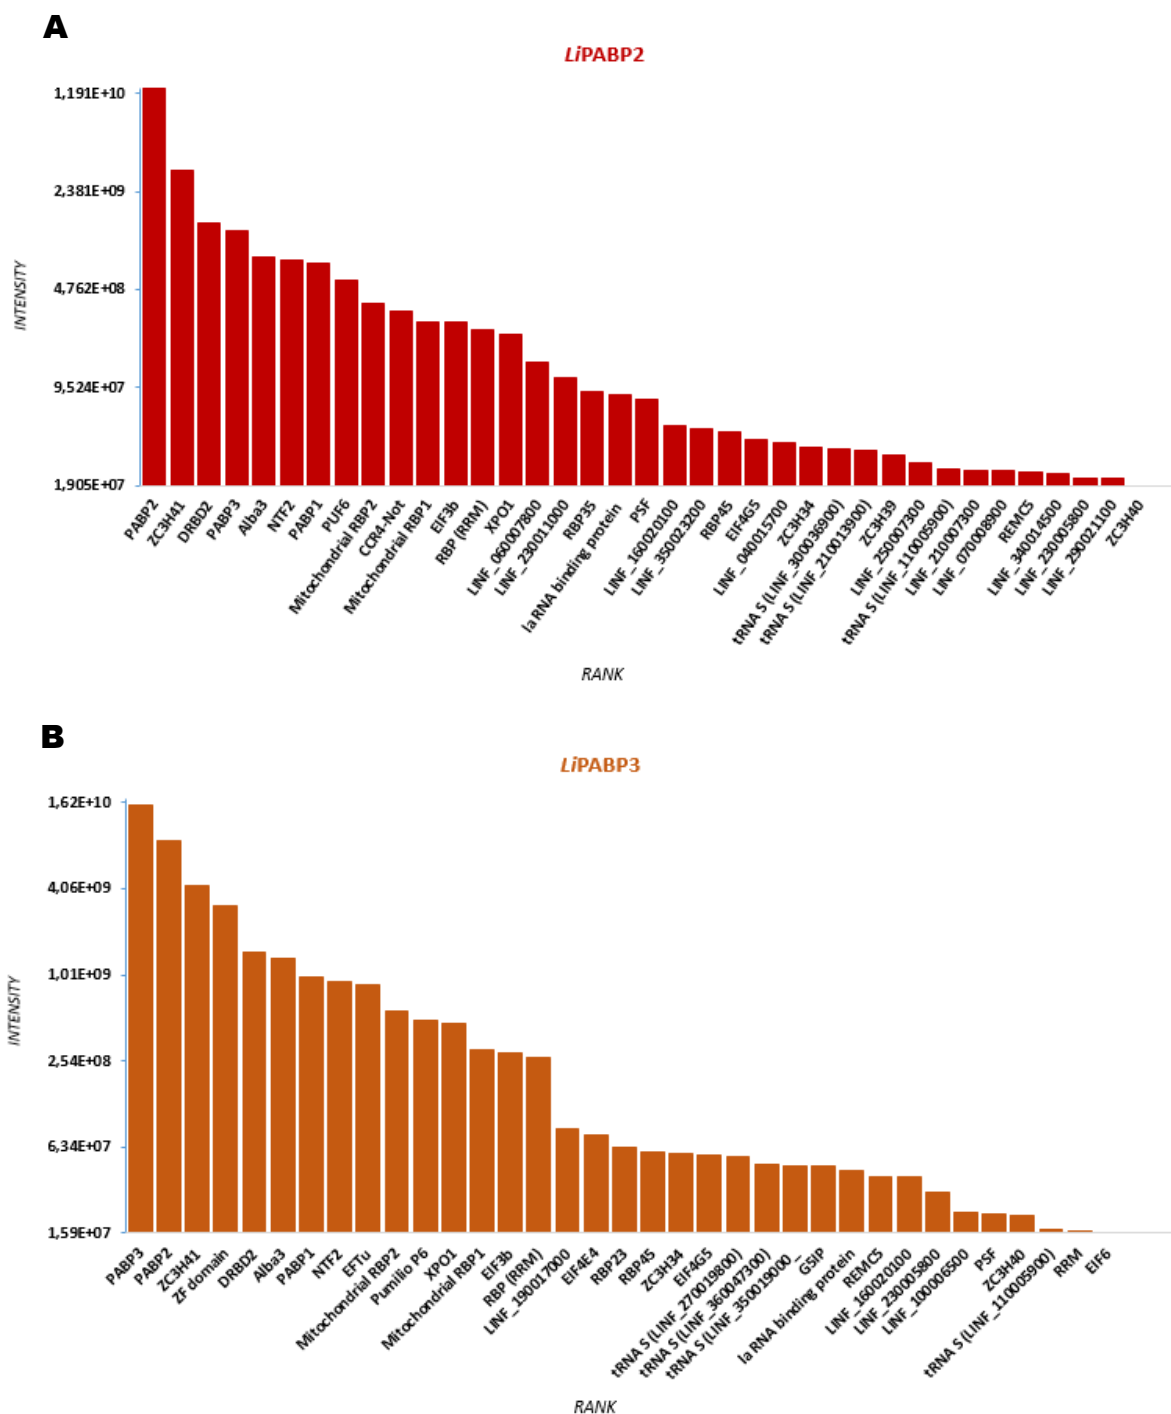 A
LiPABP2
1,191E+10
2,381E+09
4,762E+08
9,524E+07
1,905E+07
INTENSITY
PABP2
ZC3H41
DRBD2
PABP3
Alba3
NTF2
PABP1
PUF6
Mitochondrial RBP2
CCR4-Not
Mitochondrial RBP1
EIF3b
RBP (RRM)
XPO1
LINF_060007800
LINF_230011000
RBP35
la RNA binding protein
PSF
LINF_160020100
LINF_350023200
RBP45
EIF4G5
LINF_040015700
ZC3H34
tRNA S (LINF_300036900)
tRNA S (LINF_210013900)
ZC3H39
LINF_250007300
tRNA S (LINF_110005900)
LINF_210007300
LINF_070008900
REMC5
LINF_340014500
LINF_230005800
LINF_290021100
ZC3H40
RANK
B
LiPABP3
1,62E+10
4,06E+09
1,01E+09
2,54E+08
6,34E+07
1,59E+07
INTENSITY
PABP3
PABP2
ZC3H41
ZF domain
DRBD2
Alba3
PABP1
NTF2
EFTu
Mitochondrial RBP2
Pumilio P6
XPO1
Mitochondrial RBP1
EIF3b
RBP (RRM)
LINF_190017000
EIF4E4
RBP23
RBP45
ZC3H34
EIF4G5
tRNA S (LINF_270019800)
tRNA S (LINF_360047300)
tRNA S (LINF_350019000_
G5IP
la RNA binding protein
REMC5
LINF_160020100
LINF_230005800
LINF_100006500
PSF
ZC3H40
tRNA S (LINF_110005900)
RRM
EIF6
RANK